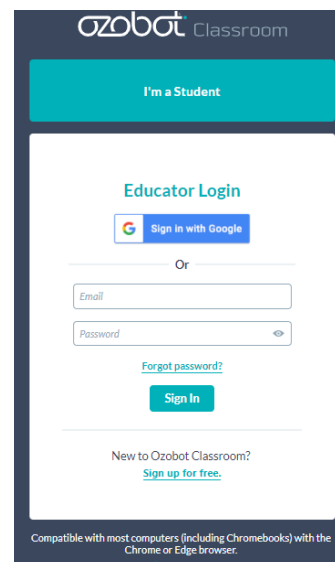 ozobot Classroom
I'm a Student
Educator Login
G Sign in with Google
Or
Email
Password
Forgot password?
Sign In
New to Ozobot Classroom?
Sign up for free.
Compatible with most computers (including Chromebooks) with the
Chrome or Edge browser.